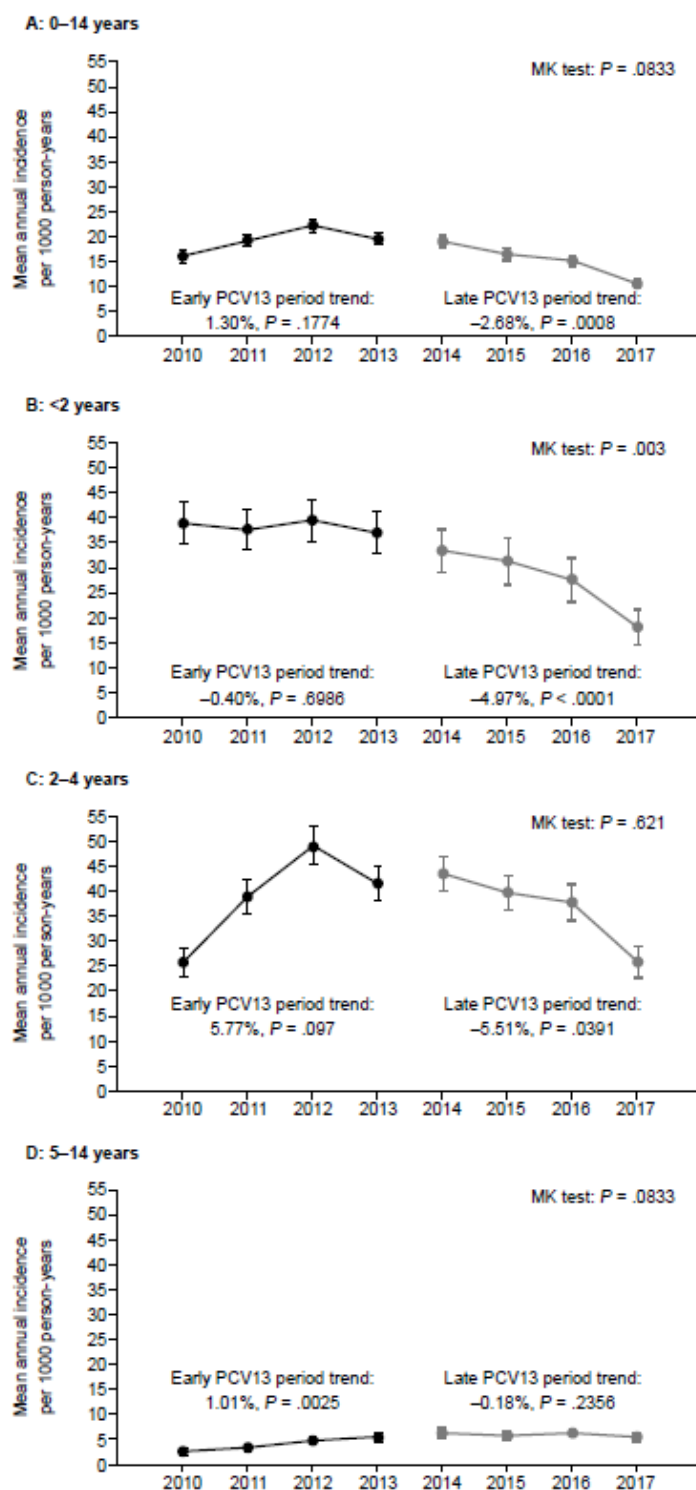 A: 0–14 years
MK test: P = .0833
Mean annual incidence
per 1000 person-years
55
50
45
40
35
30
25
20
15
10
5
0
Early PCV13 period trend:
1.30%, P = .1774
Late PCV13 period trend:
–2.68%, P = .0008
2010 2011 2012 2013 2014 2015 2016 2017
B: <2 years
MK test: P = .003
Mean annual incidence
per 1000 person-years
55
50
45
40
35
30
25
20
15
10
5
0
Early PCV13 period trend:
–0.40%, P = .6986
Late PCV13 period trend:
–4.97%, P < .0001
2010 2011 2012 2013 2014 2015 2016 2017
C: 2–4 years
MK test: P = .621
Mean annual incidence
per 1000 person-years
55
50
45
40
35
30
25
20
15
10
5
0
Early PCV13 period trend:
5.77%, P = .097
Late PCV13 period trend:
–5.51%, P = .0391
2010 2011 2012 2013 2014 2015 2016 2017
D: 5–14 years
MK test: P = .0833
Mean annual incidence
per 1000 person-years
55
50
45
40
35
30
25
20
15
10
5
0
Early PCV13 period trend:
1.01%, P = .0025
Late PCV13 period trend:
–0.18%, P = .2356
2010 2011 2012 2013 2014 2015 2016 2017